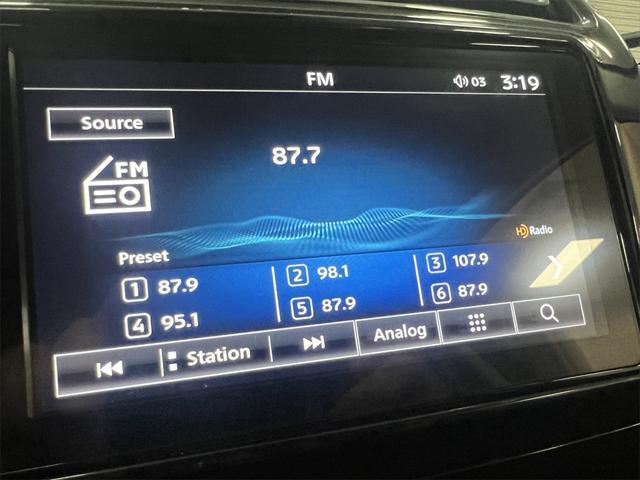 FM
03 3:19
Source
FM
87.7
HD Radio
Preset
1 87.9
2 98.1
3 107.9
4 95.1
5 87.9
6 87.9
Station
Analog